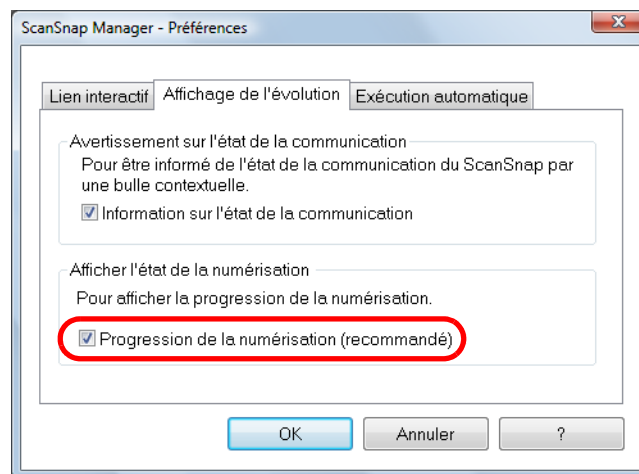 ScanSnap Manager - Préférences
Lien interactif Affichage de l'évolution Exécution automatique
Avertissement sur l'état de la communication
Pour être informé de l'état de la communication du ScanSnap par
une bulle contextuelle.
Information sur l'état de la communication
Afficher l'état de la numérisation
Pour afficher la progression de la numérisation.
Progression de la numérisation (recommandé)
OK Annuler ?